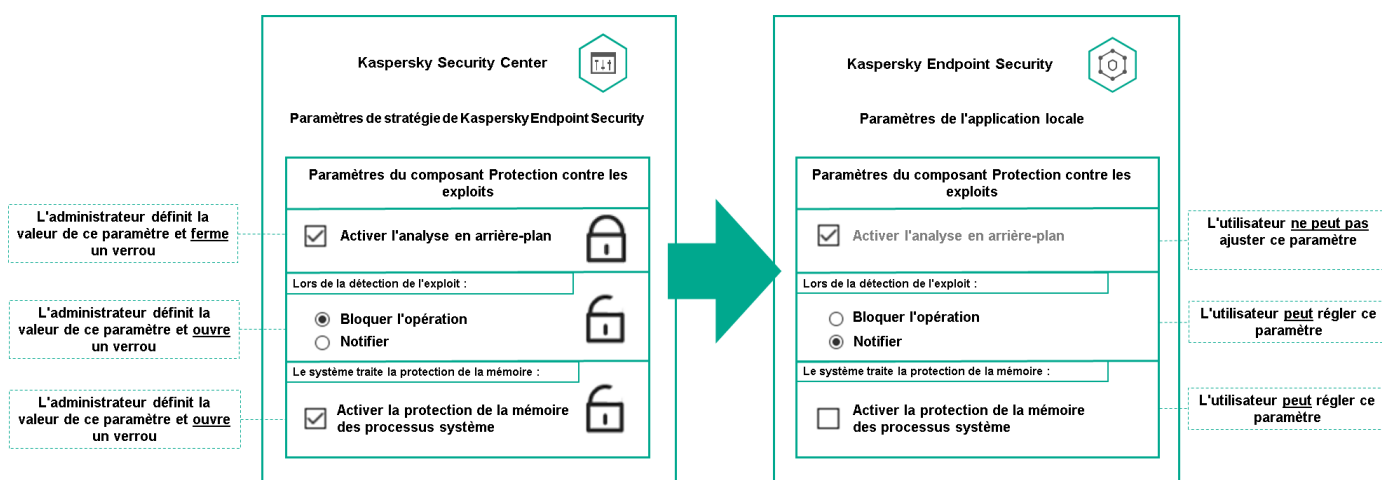 Kaspersky Security Center
Paramètres de stratégie de Kaspersky Endpoint Security
Paramètres du composant Protection contre les
exploits
L'administrateur définit la
valeur de ce paramètre et ferme
un verrou
Activer l'analyse en arrière-plan
Lors de la détection de l'exploit :
L'administrateur définit la
valeur de ce paramètre et ouvre
un verrou
Bloquer l'opération
Notifier
Le système traite la protection de la mémoire :
L'administrateur définit la
valeur de ce paramètre et ouvre
un verrou
Activer la protection de la mémoire
des processus système
Kaspersky Endpoint Security
Paramètres de l'application locale
Paramètres du composant Protection contre les
exploits
Activer l'analyse en arrière-plan
L'utilisateur ne peut pas
ajuster ce paramètre
Lors de la détection de l'exploit :
Bloquer l'opération
Notifier
L'utilisateur peut régler ce
paramètre
Le système traite la protection de la mémoire :
Activer la protection de la mémoire
des processus système
L'utilisateur peut régler ce
paramètre